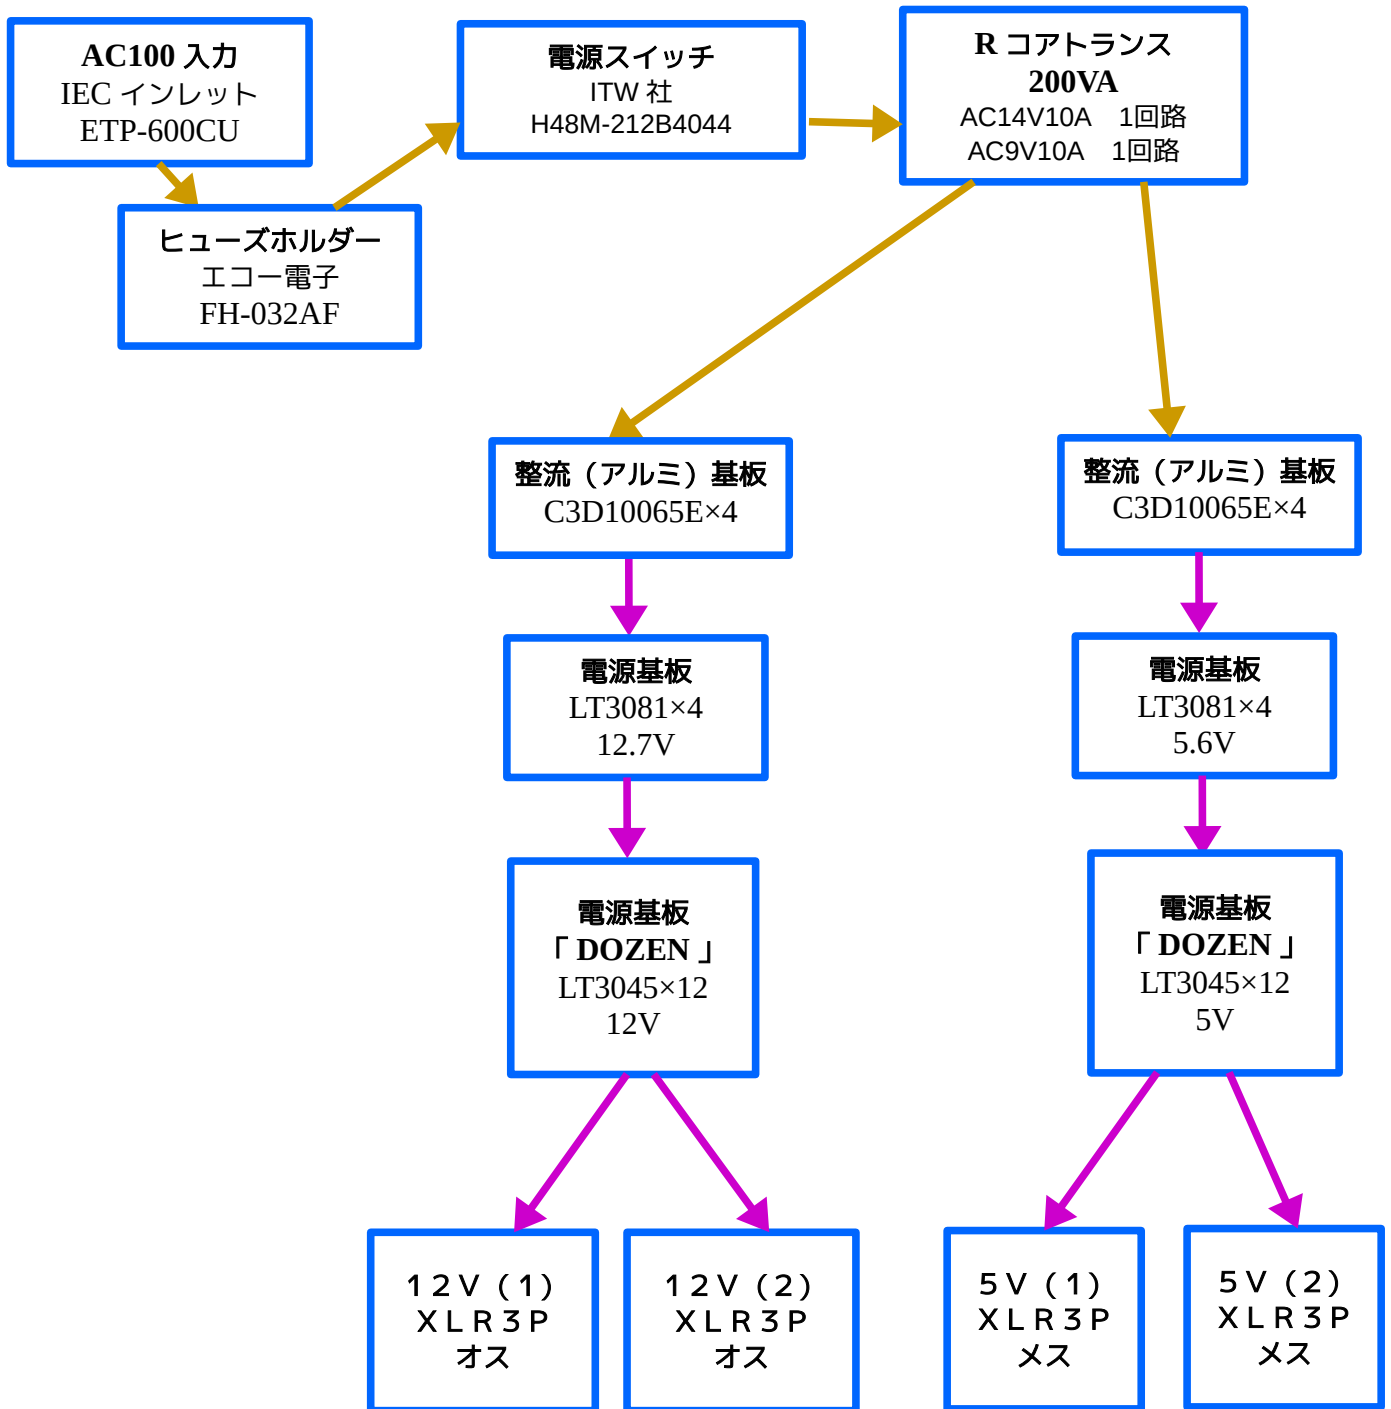 AC100 入力
IEC インレット
ETP-600CU
電源スイッチ
ITW 社
H48M-212B4044
R コアトランス
200VA
AC14V10A　1回路
AC9V10A　1回路
ヒューズホルダー
エコー電子
FH-032AF
整流（アルミ）基板
C3D10065E×4
整流（アルミ）基板
C3D10065E×4
電源基板
LT3081×4
12.7V
電源基板
LT3081×4
5.6V
電源基板
「 DOZEN 」
LT3045×12
12V
電源基板
「 DOZEN 」
LT3045×12
5V
１２Ｖ（１）
ＸＬＲ３Ｐ
オス
１２Ｖ（２）
ＸＬＲ３Ｐ
オス
５Ｖ（１）
ＸＬＲ３Ｐ
メス
５Ｖ（２）
ＸＬＲ３Ｐ
メス